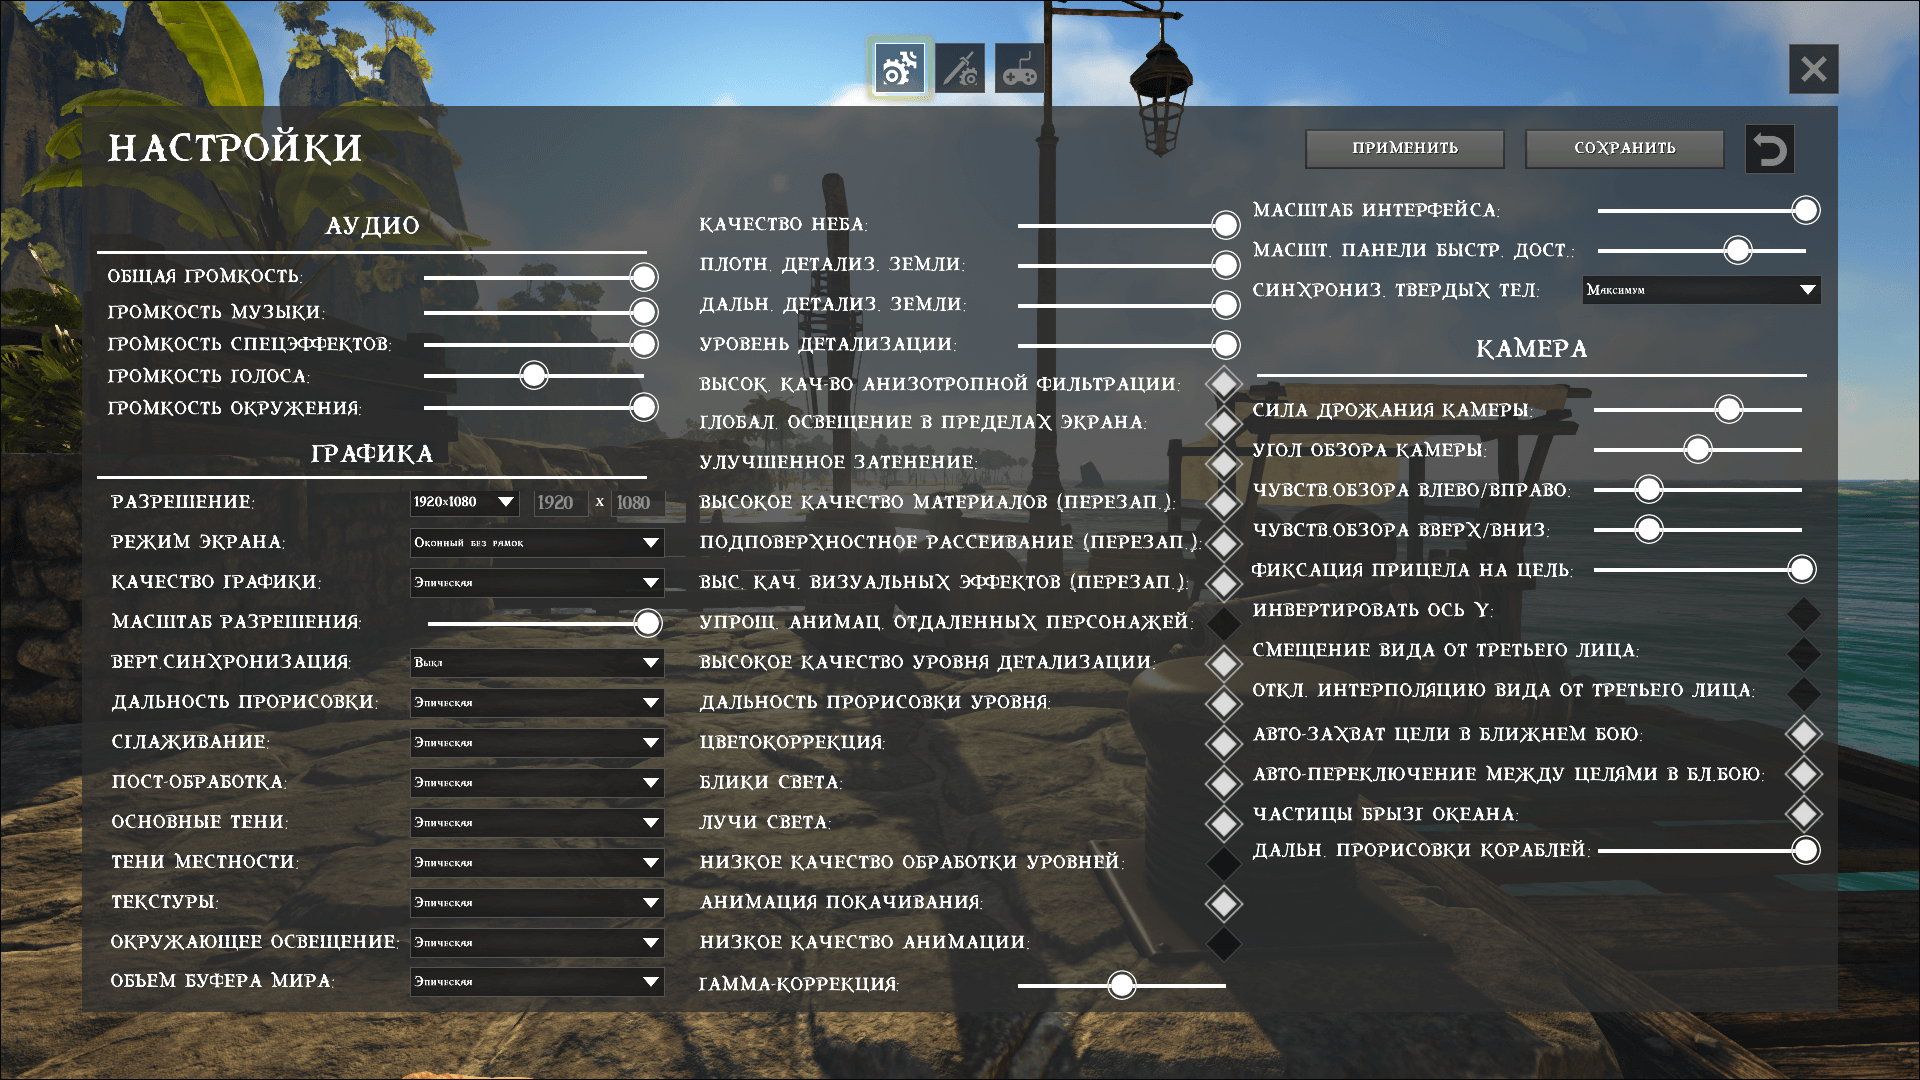 НАСТРОЙКИ
ПРИМЕНИТЬ
СОХРАНИТЬ
АУДИО
ОБЩАЯ ГРОМКОСТЬ:
ГРОМКОСТЬ МУЗЫКИ:
ГРОМКОСТЬ СПЕЦЭФФЕКТОВ:
ГРОМКОСТЬ ГОЛОСА:
ГРОМКОСТЬ ОКРУЖЕНИЯ:
ГРАФИКА
РАЗРЕШЕНИЕ: 1920x1080 1920 x 1080
РЕЖИМ ЭКРАНА: Оконный без рамок
КАЧЕСТВО ГРАФИКИ: Эпическая
МАСШТАБ РАЗРЕШЕНИЯ:
ВЕРТ.СИНХРОНИЗАЦИЯ: Выкл
ДАЛЬНОСТЬ ПРОРИСОВКИ: Эпическая
СГЛАЖИВАНИЕ: Эпическая
ПОСТ-ОБРАБОТКА: Эпическая
ОСНОВНЫЕ ТЕНИ: Эпическая
ТЕНИ МЕСТНОСТИ: Эпическая
ТЕКСТУРЫ: Эпическая
ОКРУЖАЮЩЕЕ ОСВЕЩЕНИЕ: Эпическая
ОБЪЕМ БУФЕРА МИРА: Эпическая
КАЧЕСТВО НЕБА:
ПЛОТН. ДЕТАЛИЗ. ЗЕМЛИ:
ДАЛЬН. ДЕТАЛИЗ. ЗЕМЛИ:
УРОВЕНЬ ДЕТАЛИЗАЦИИ:
ВЫСОК. КАЧ-ВО АНИЗОТРОПНОЙ ФИЛЬТРАЦИИ:
ГЛОБАЛ. ОСВЕЩЕНИЕ В ПРЕДЕЛАХ ЭКРАНА:
УЛУЧШЕННОЕ ЗАТЕНЕНИЕ:
ВЫСОКОЕ КАЧЕСТВО МАТЕРИАЛОВ (ПЕРЕЗАП.):
ПОДПОВЕРХНОСТНОЕ РАССЕИВАНИЕ (ПЕРЕЗАП.):
ВЫС. КАЧ. ВИЗУАЛЬНЫХ ЭФФЕКТОВ (ПЕРЕЗАП.):
УПРОЩ. АНИМАЦ. ОТДАЛЕННЫХ ПЕРСОНАЖЕЙ:
ВЫСОКОЕ КАЧЕСТВО УРОВНЯ ДЕТАЛИЗАЦИИ:
ДАЛЬНОСТЬ ПРОРИСОВКИ УРОВНЯ:
ЦВЕТОКОРРЕКЦИЯ:
БЛИКИ СВЕТА:
ЛУЧИ СВЕТА:
НИЗКОЕ КАЧЕСТВО ОБРАБОТКИ УРОВНЕЙ:
АНИМАЦИЯ ПОКАЧИВАНИЯ:
НИЗКОЕ КАЧЕСТВО АНИМАЦИИ:
ГАММА-КОРРЕКЦИЯ:
МАСШТАБ ИНТЕРФЕЙСА:
МАСШТ. ПАНЕЛИ БЫСТР. ДОСТ.:
СИНХРОНИЗ. ТВЕРДЫХ ТЕЛ: Максимум
КАМЕРА
СИЛА ДРОЖАНИЯ КАМЕРЫ:
УГОЛ ОБЗОРА КАМЕРЫ:
ЧУВСТВ.ОБЗОРА ВЛЕВО/ВПРАВО:
ЧУВСТВ.ОБЗОРА ВВЕРХ/ВНИЗ:
ФИКСАЦИЯ ПРИЦЕЛА НА ЦЕЛЬ:
ИНВЕРТИРОВАТЬ ОСЬ Y:
СМЕЩЕНИЕ ВИДА ОТ ТРЕТЬЕГО ЛИЦА:
ОТКЛ. ИНТЕРПОЛЯЦИЮ ВИДА ОТ ТРЕТЬЕГО ЛИЦА:
АВТО-ЗАХВАТ ЦЕЛИ В БЛИЖНЕМ БОЮ:
АВТО-ПЕРЕКЛЮЧЕНИЕ МЕЖДУ ЦЕЛЯМИ В БЛ.БОЮ:
ЧАСТИЦЫ БРЫЗГ ОКЕАНА:
ДАЛЬН. ПРОРИСОВКИ КОРАБЛЕЙ: